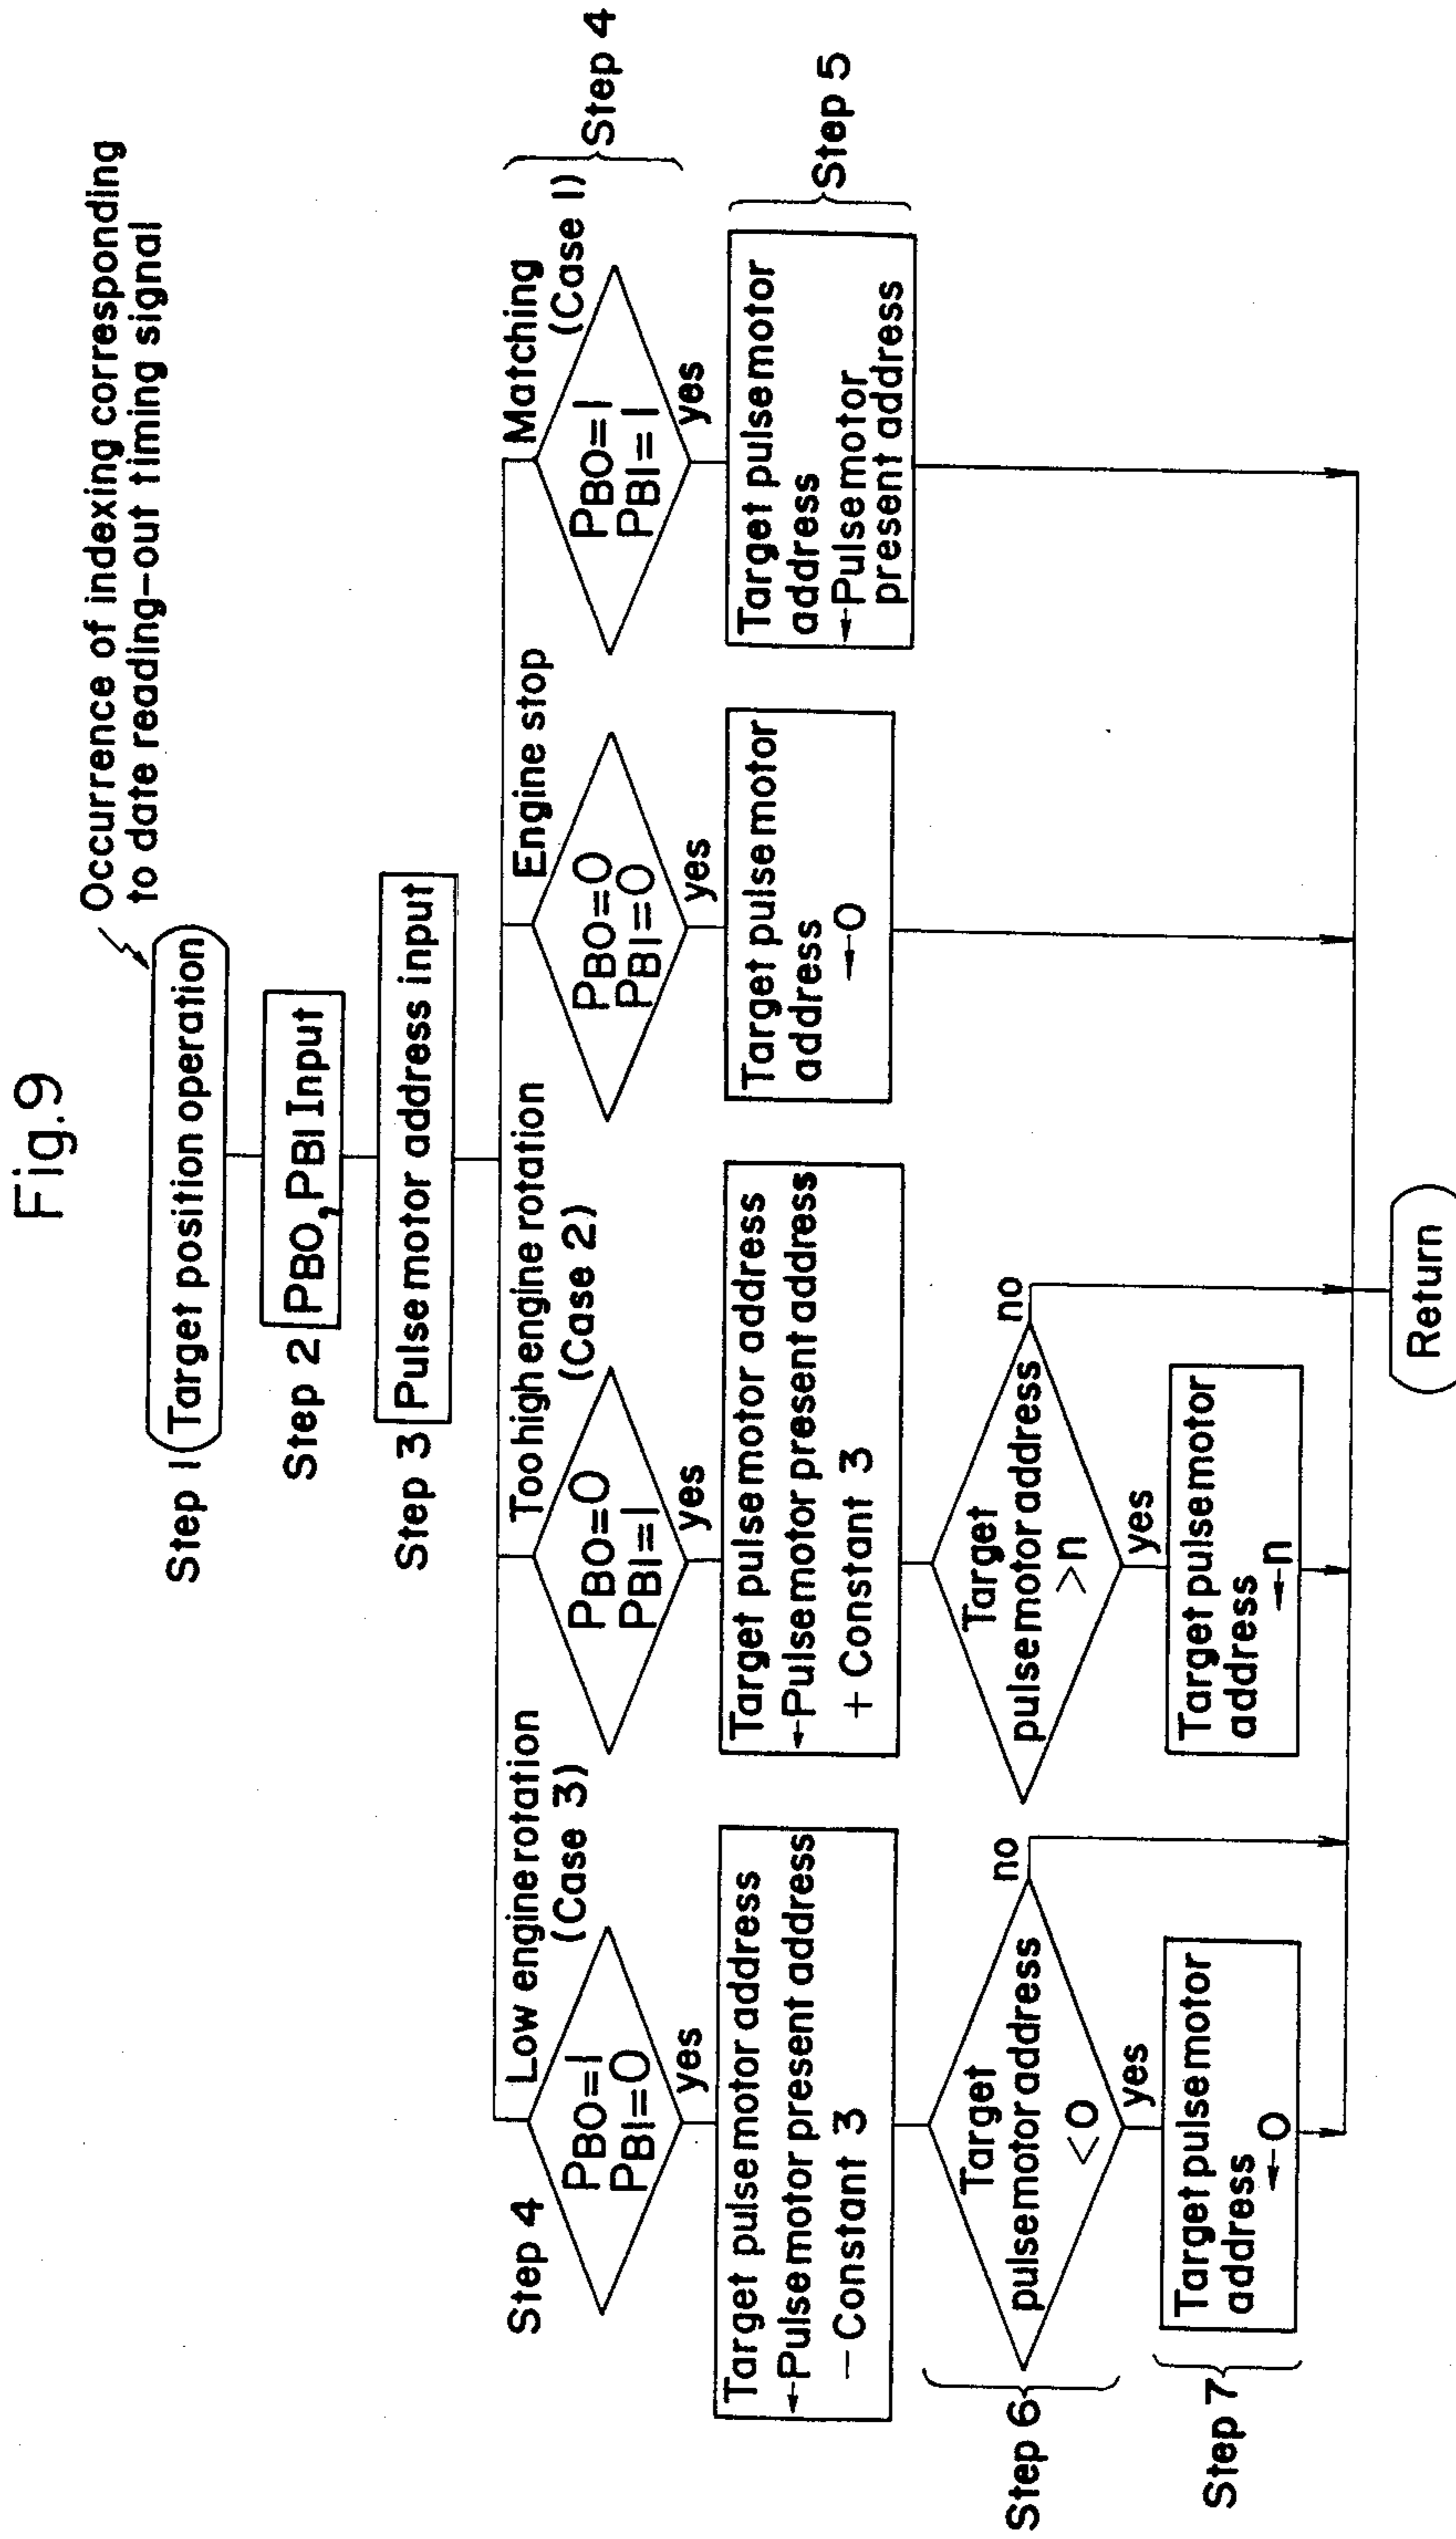 Fig.9
Occurrence of indexing corresponding
to date reading-out timing signal
Step 1 Target position operation
Step 2 PBO, PBI Input
Step 3 Pulse motor address input
Low engine rotation
(Case 3)
Too high engine rotation
(Case 2)
Engine stop
Matching
(Case 1)
Step 4
PBO=1
PBI=0
yes
PBO=0
PBI=1
yes
PBO=0
PBI=0
yes
PBO=1
PBI=1
yes
Step 4
Target pulse motor address
←Pulse motor present address
− Constant 3
Target pulse motor address
←Pulse motor present address
+ Constant 3
Target pulse motor
address
←0
Target pulse motor
address
←Pulse motor
present address
Step 5
Step 6
Target
pulse motor address
<0
no
yes
Target
pulse motor address
>n
no
yes
Step 7
Target pulse motor
address
←0
Target pulse motor
address
←n
Return